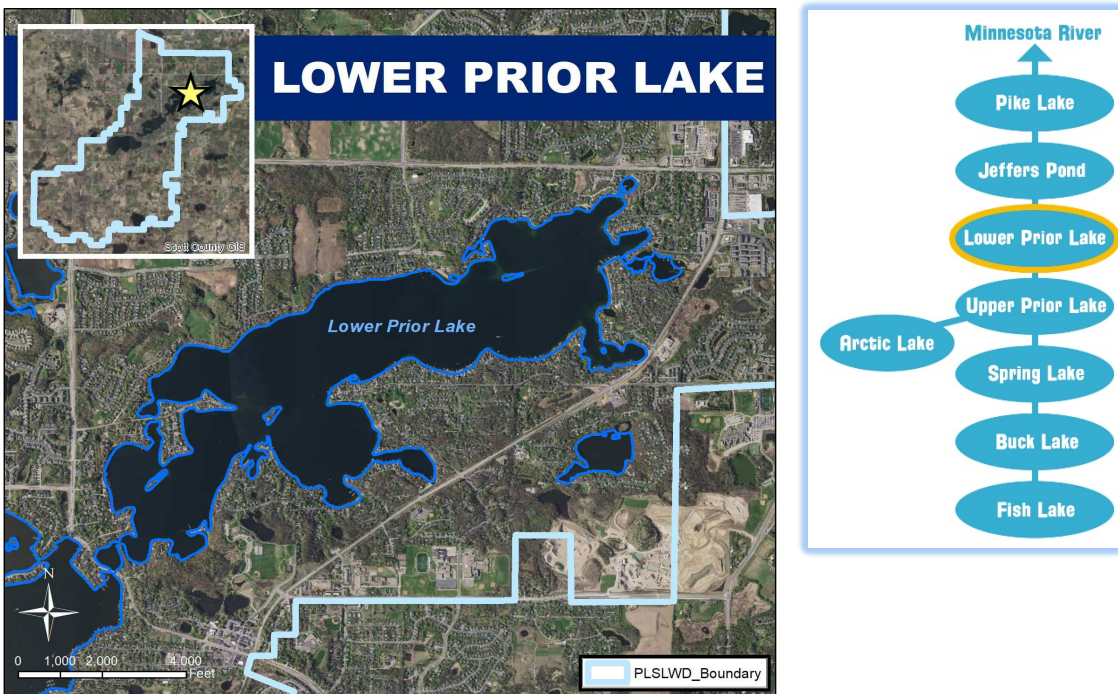 LOWER PRIOR LAKE
Scott County GIS
Lower Prior Lake
N
0 1,000 2,000 4,000
Feet
PLSLWD_Boundary
Minnesota River
Pike Lake
Jeffers Pond
Lower Prior Lake
Upper Prior Lake
Arctic Lake
Spring Lake
Buck Lake
Fish Lake